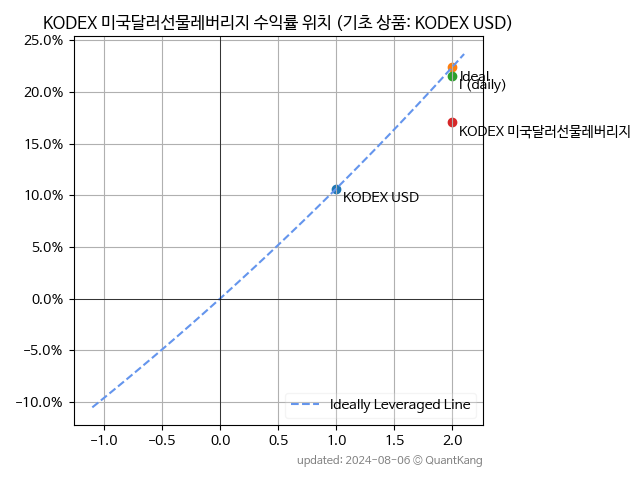 KODEX 미국달러선물레버리지 수익률 위치 (기초 상품: KODEX USD)
25.0%
20.0%
15.0%
10.0%
5.0%
0.0%
−5.0%
−10.0%
Ideal
I (daily)
KODEX 미국달러선물레버리지
KODEX USD
Ideally Leveraged Line
−1.0
−0.5
0.0
0.5
1.0
1.5
2.0
updated: 2024-08-06 © QuantKang